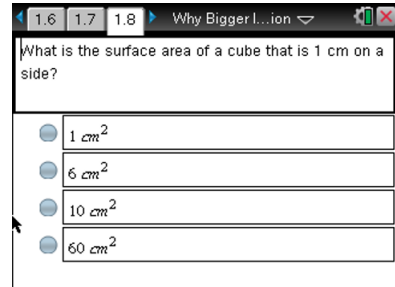 1.6 1.7 1.8 Why Bigger I...ion
What is the surface area of a cube that is 1 cm on a
side?
1 cm²
6 cm²
10 cm²
60 cm²